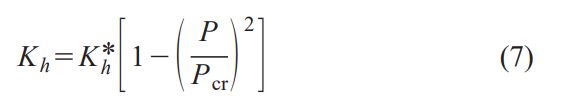 K_h = K_h^* [ 1 − ( P / P_cr )^2 ] (7)